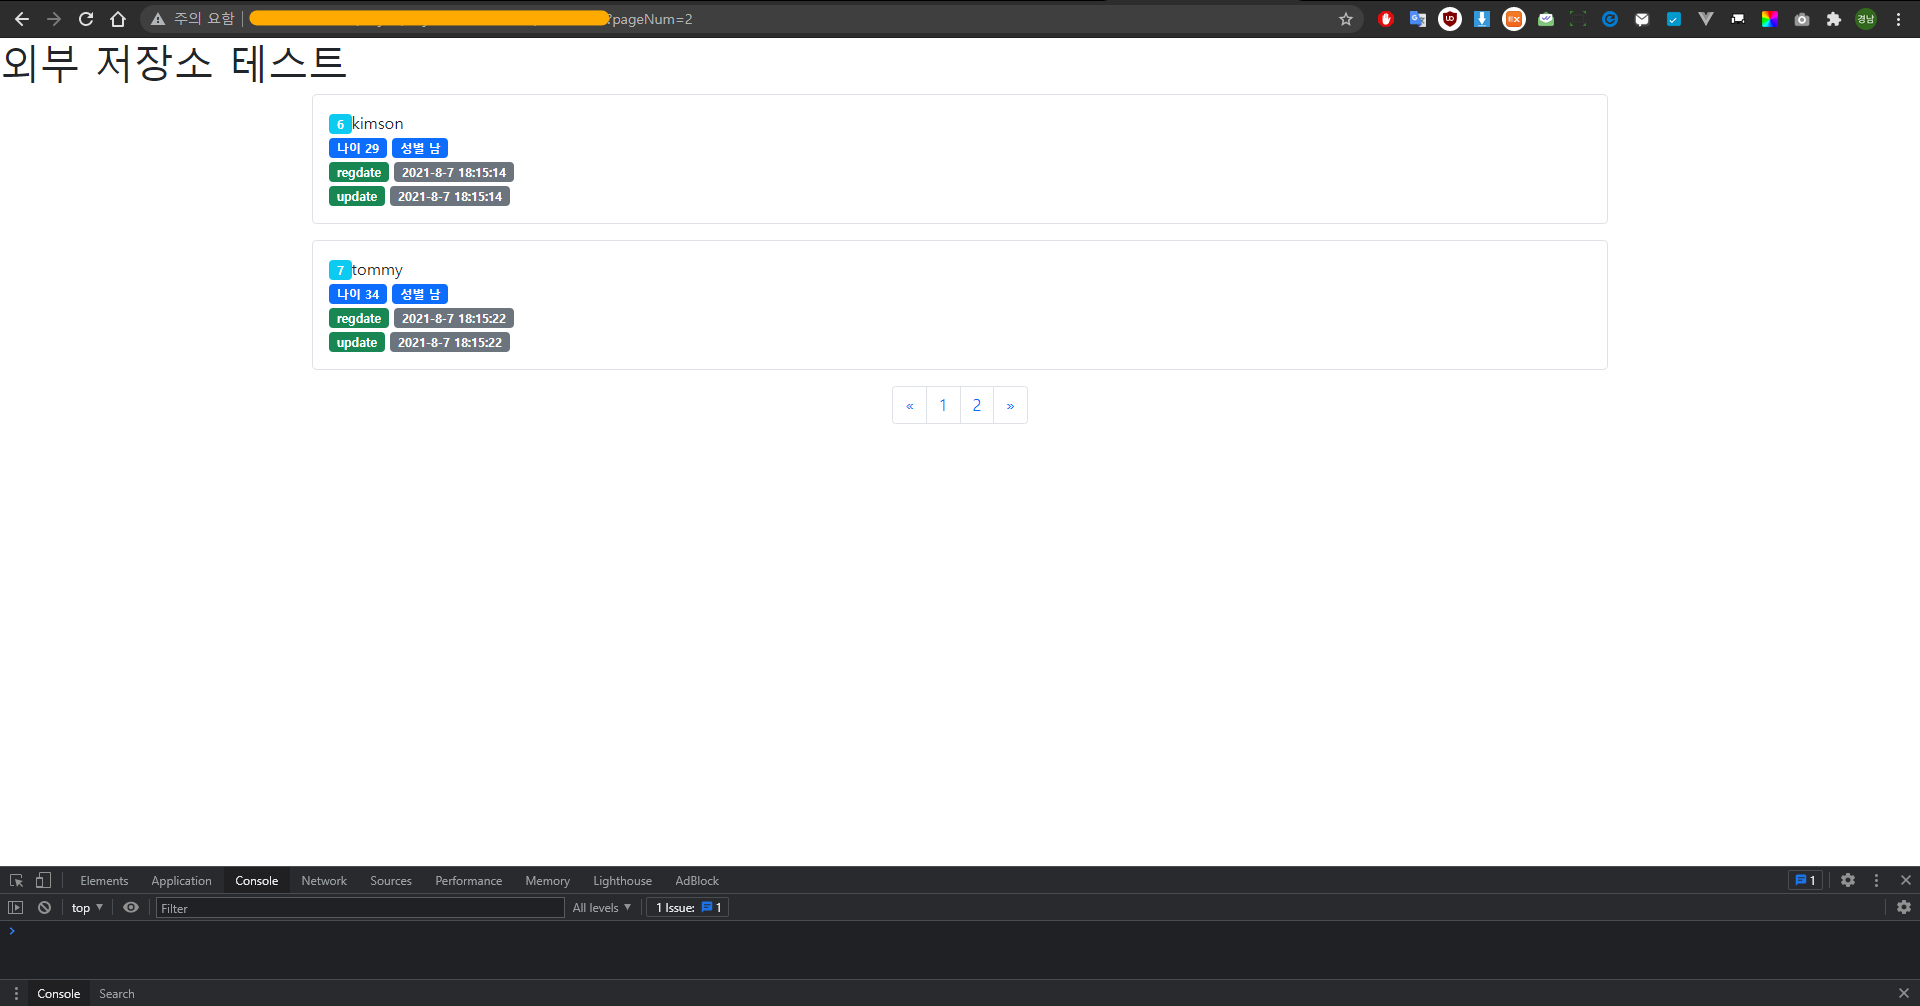 주의 요함 ?pageNum=2
경남
외부 저장소 테스트
6 kimson
나이 29 성별 남
regdate 2021-8-7 18:15:14
update 2021-8-7 18:15:14
7 tommy
나이 34 성별 남
regdate 2021-8-7 18:15:22
update 2021-8-7 18:15:22
« 1 2 »
Elements Application Console Network Sources Performance Memory Lighthouse AdBlock 1
top Filter All levels 1 Issue: 1
Console Search